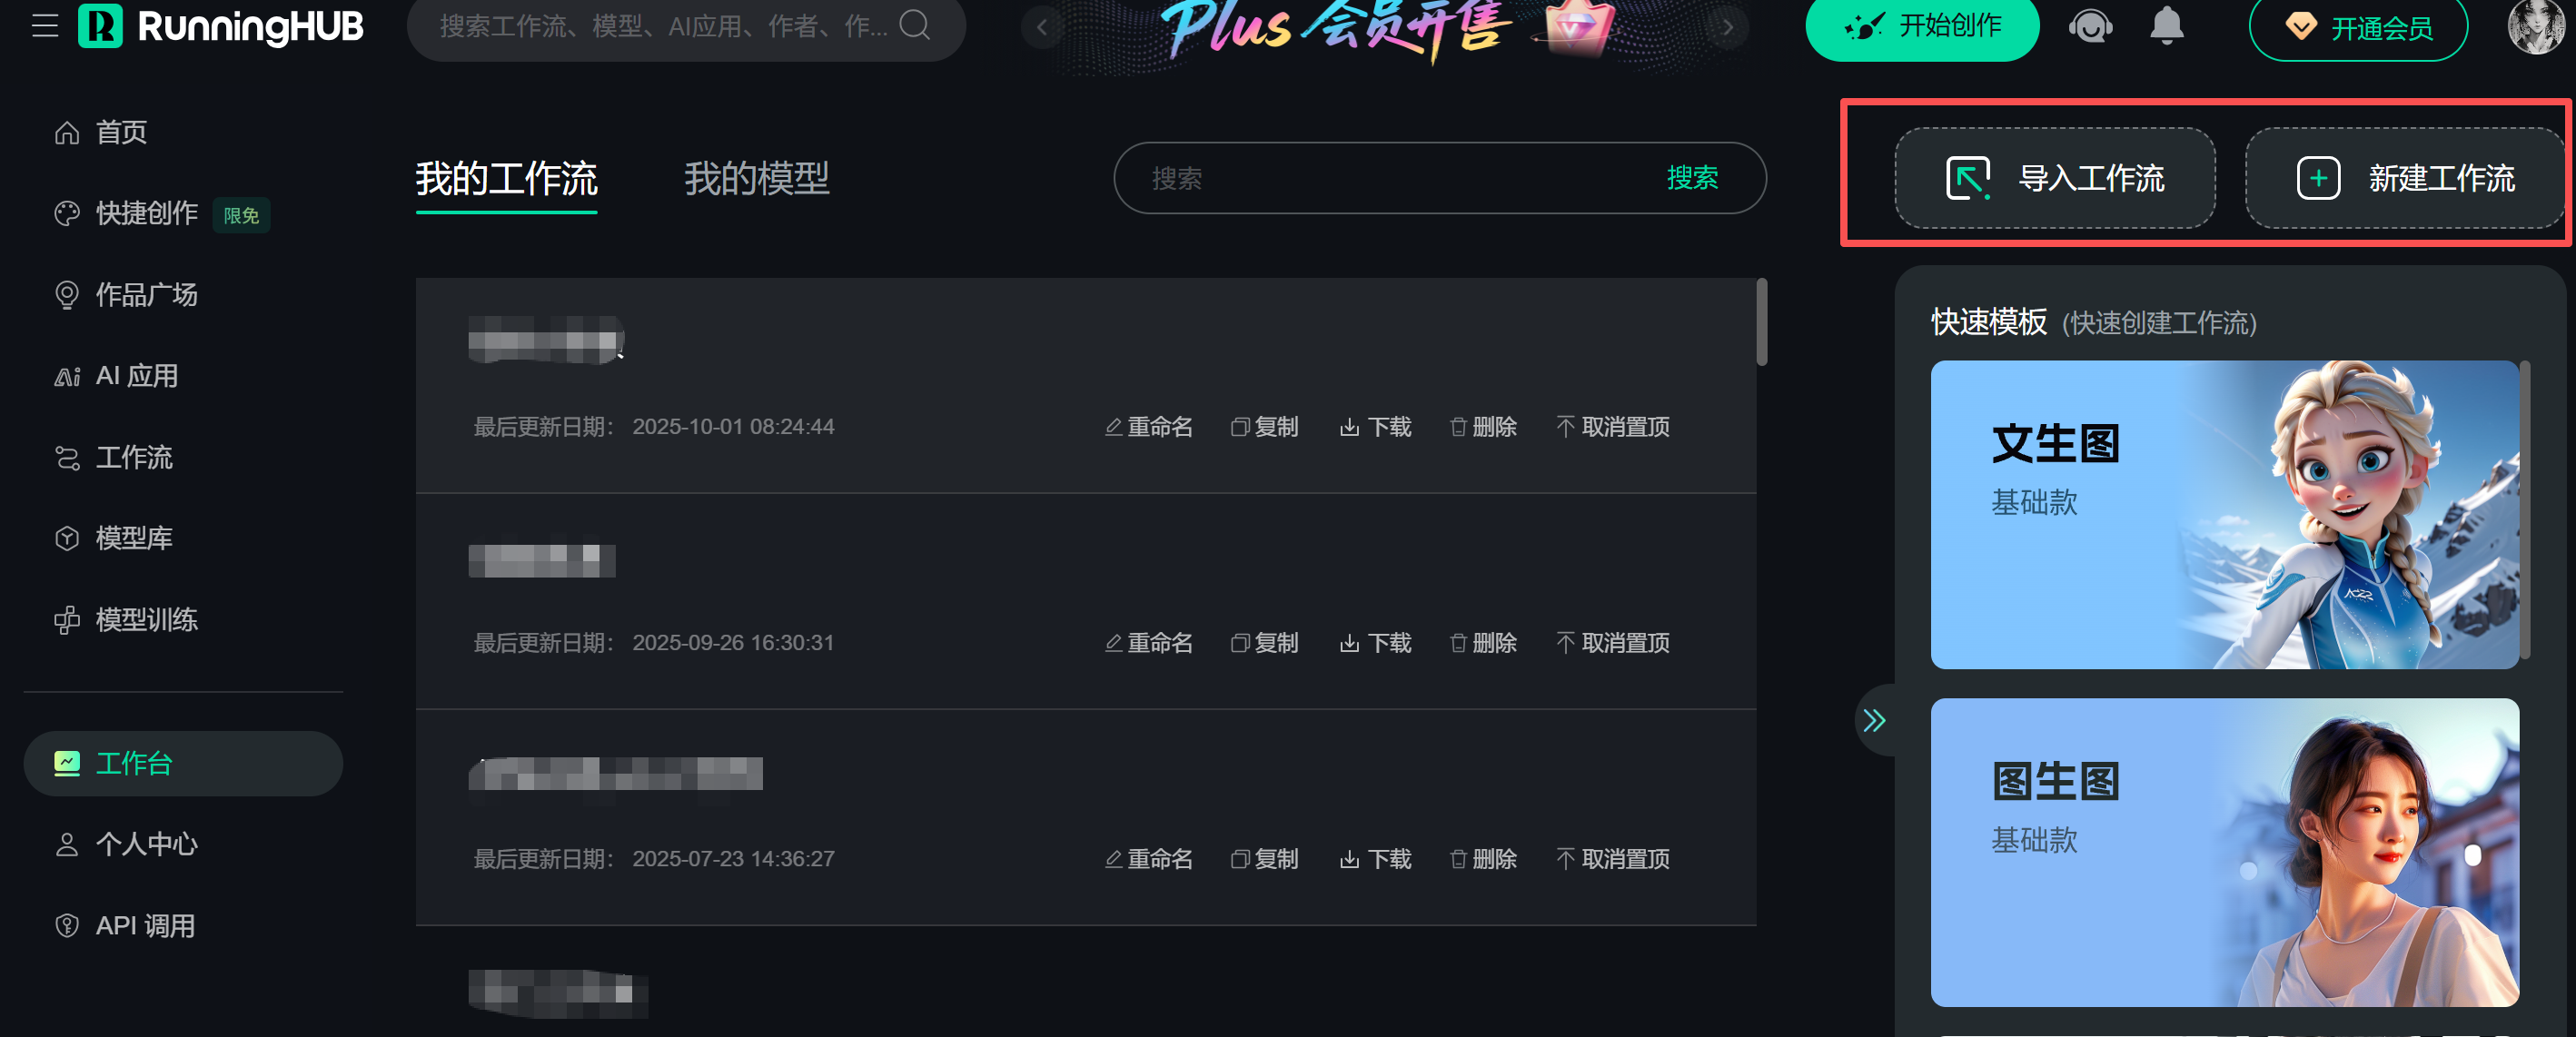 RunningHUB
搜索工作流、模型、AI应用、作者、作...
Plus 会员开售
开始创作
开通会员
首页
快捷创作 限免
作品广场
AI 应用
工作流
模型库
模型训练
工作台
个人中心
API 调用
我的工作流 我的模型
搜索 搜索
导入工作流 新建工作流
最后更新日期： 2025-10-01 08:24:44 重命名 复制 下载 删除 取消置顶
最后更新日期： 2025-09-26 16:30:31 重命名 复制 下载 删除 取消置顶
最后更新日期： 2025-07-23 14:36:27 重命名 复制 下载 删除 取消置顶
快速模板 (快速创建工作流)
文生图
基础款
图生图
基础款